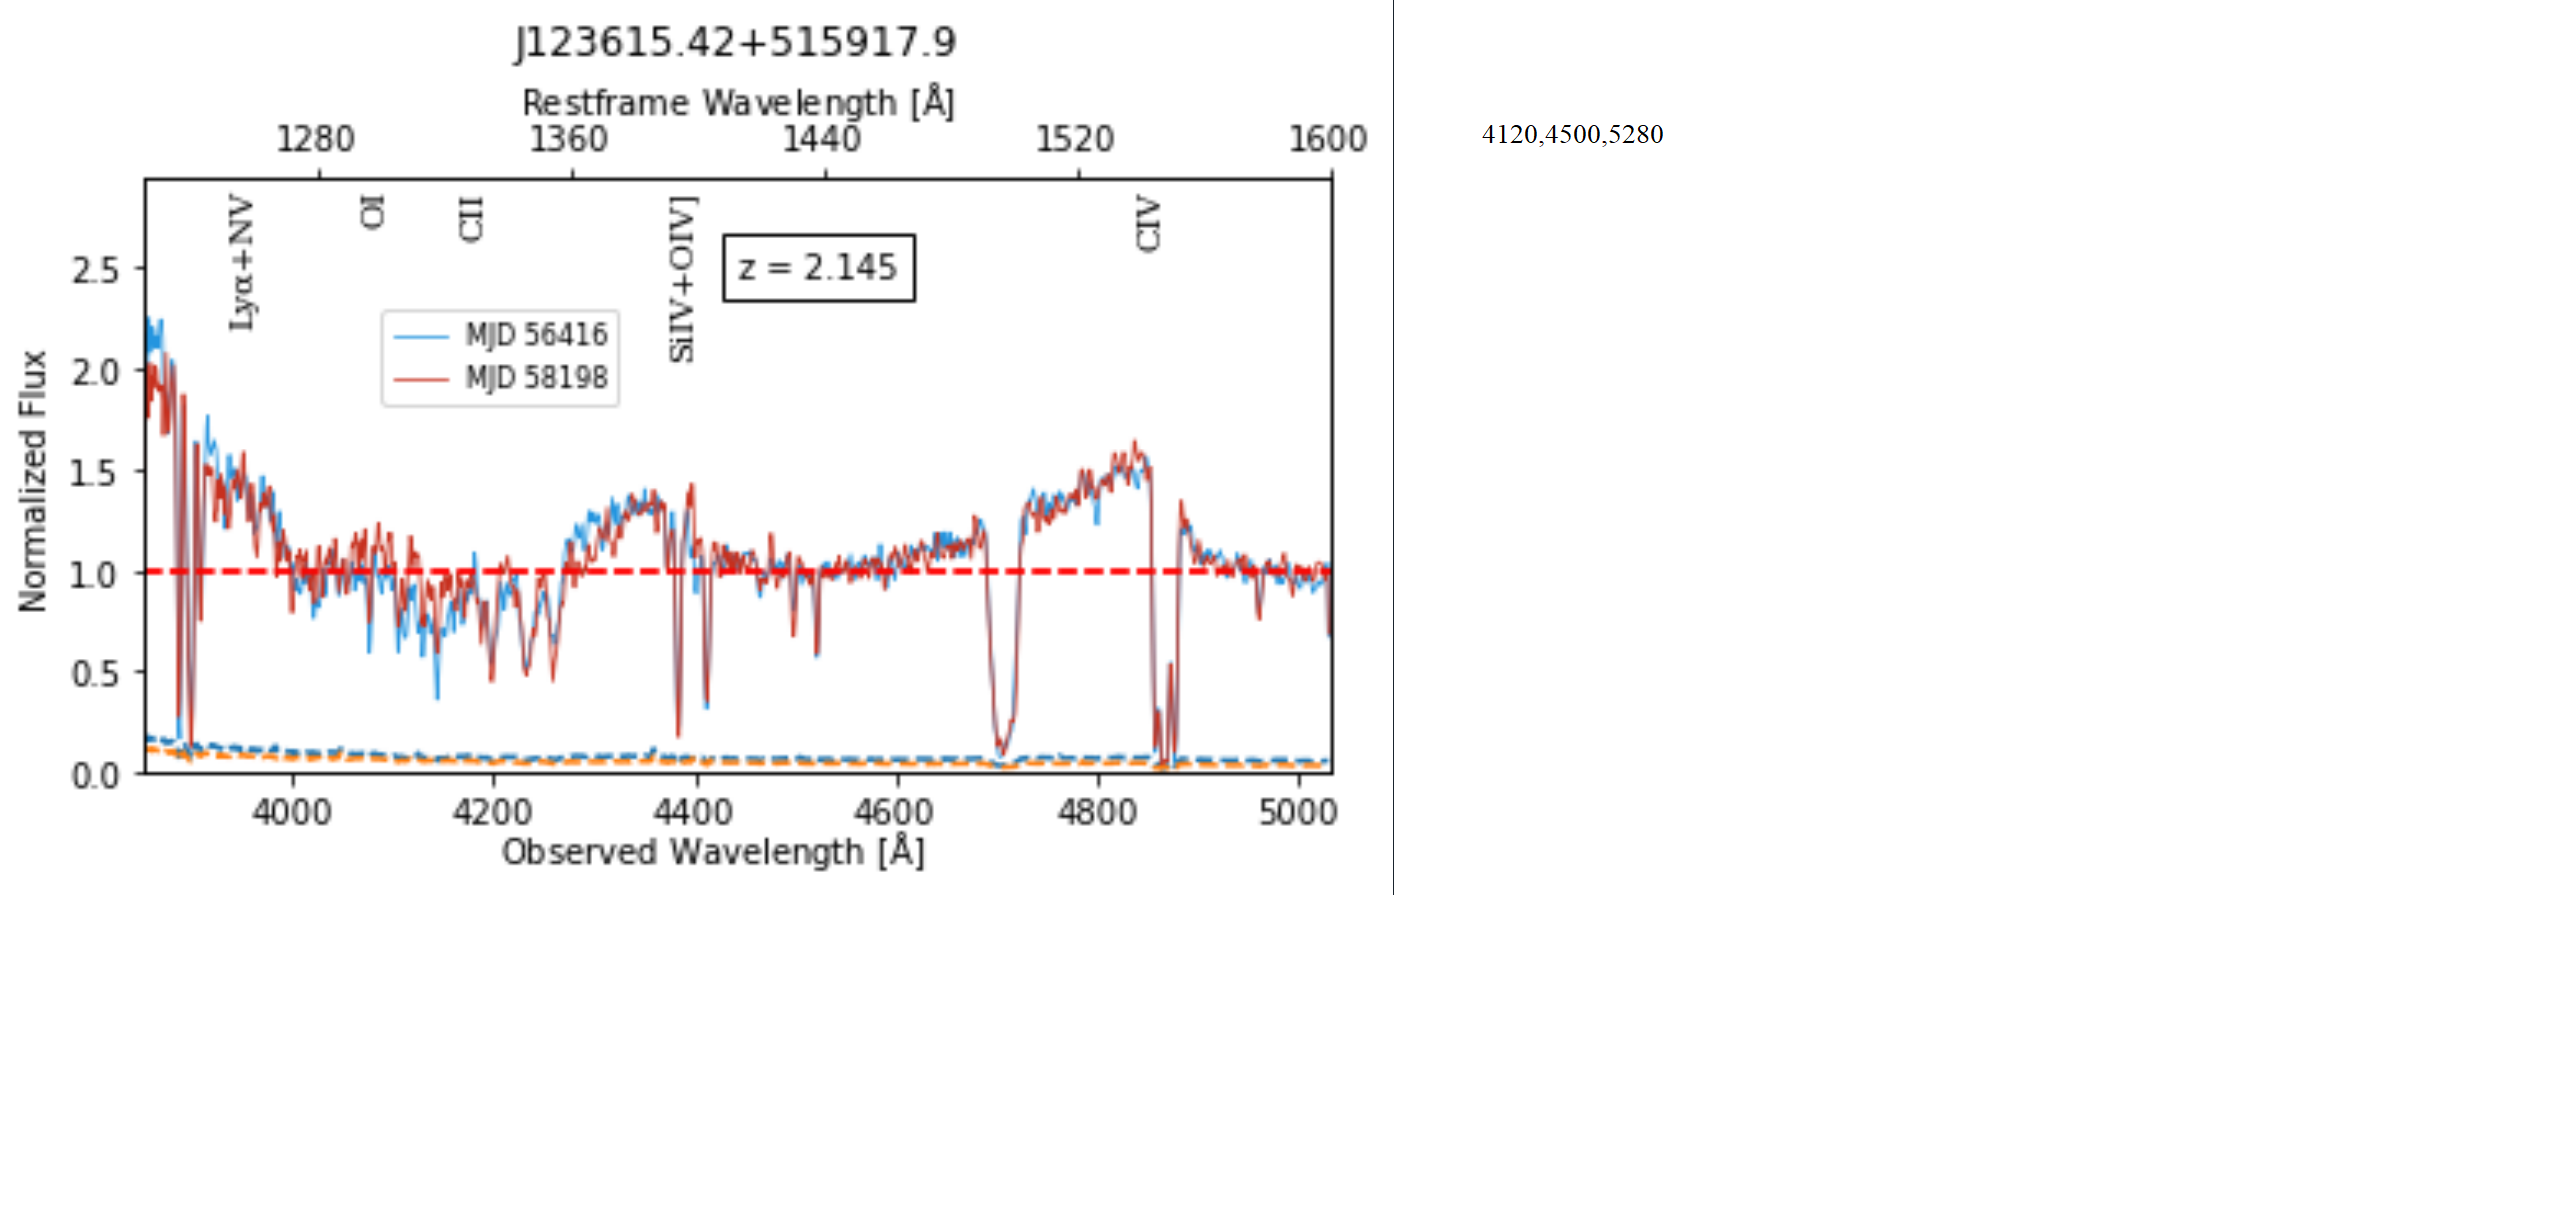 J123615.42+515917.9
Restframe Wavelength [Å]
1280 1360 1440 1520 1600
Lyα+NV OI CII SiIV+OIV] CIV
z = 2.145
MJD 56416
MJD 58198
Normalized Flux
2.5
2.0
1.5
1.0
0.5
0.0
4000 4200 4400 4600 4800 5000
Observed Wavelength [Å]
4120,4500,5280